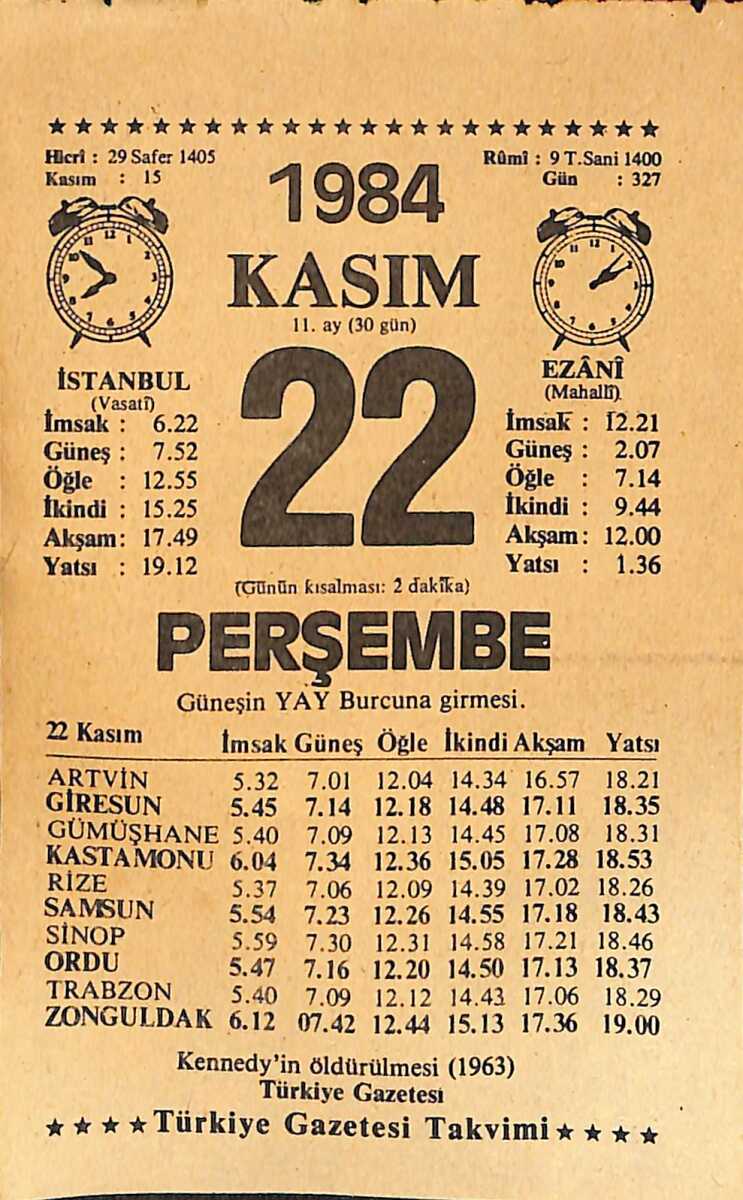 ★★★★★★★★★★★★★★★★★★★★★★★★
Hicrî : 29 Safer 1405
Kasım : 15
1984
Rûmî : 9 T.Sani 1400
Gün : 327
KASIM
11. ay (30 gün)
22
İSTANBUL
(Vasatî)
İmsak : 6.22
Güneş : 7.52
Öğle : 12.55
İkindi : 15.25
Akşam: 17.49
Yatsı : 19.12
EZÂNÎ
(Mahallî)
İmsak : 12.21
Güneş : 2.07
Öğle : 7.14
İkindi : 9.44
Akşam: 12.00
Yatsı : 1.36
(Günün kısalması: 2 dakika)
PERŞEMBE
Güneşin YAY Burcuna girmesi.
22 Kasım İmsak Güneş Öğle İkindi Akşam Yatsı
ARTVİN 5.32 7.01 12.04 14.34 16.57 18.21
GİRESUN 5.45 7.14 12.18 14.48 17.11 18.35
GÜMÜŞHANE 5.40 7.09 12.13 14.45 17.08 18.31
KASTAMONU 6.04 7.34 12.36 15.05 17.28 18.53
RİZE 5.37 7.06 12.09 14.39 17.02 18.26
SAMSUN 5.54 7.23 12.26 14.55 17.18 18.43
SİNOP 5.59 7.30 12.31 14.58 17.21 18.46
ORDU 5.47 7.16 12.20 14.50 17.13 18.37
TRABZON 5.40 7.09 12.12 14.43 17.06 18.29
ZONGULDAK 6.12 07.42 12.44 15.13 17.36 19.00
Kennedy'in öldürülmesi (1963)
Türkiye Gazetesi
★★★★Türkiye Gazetesi Takvimi★★★★